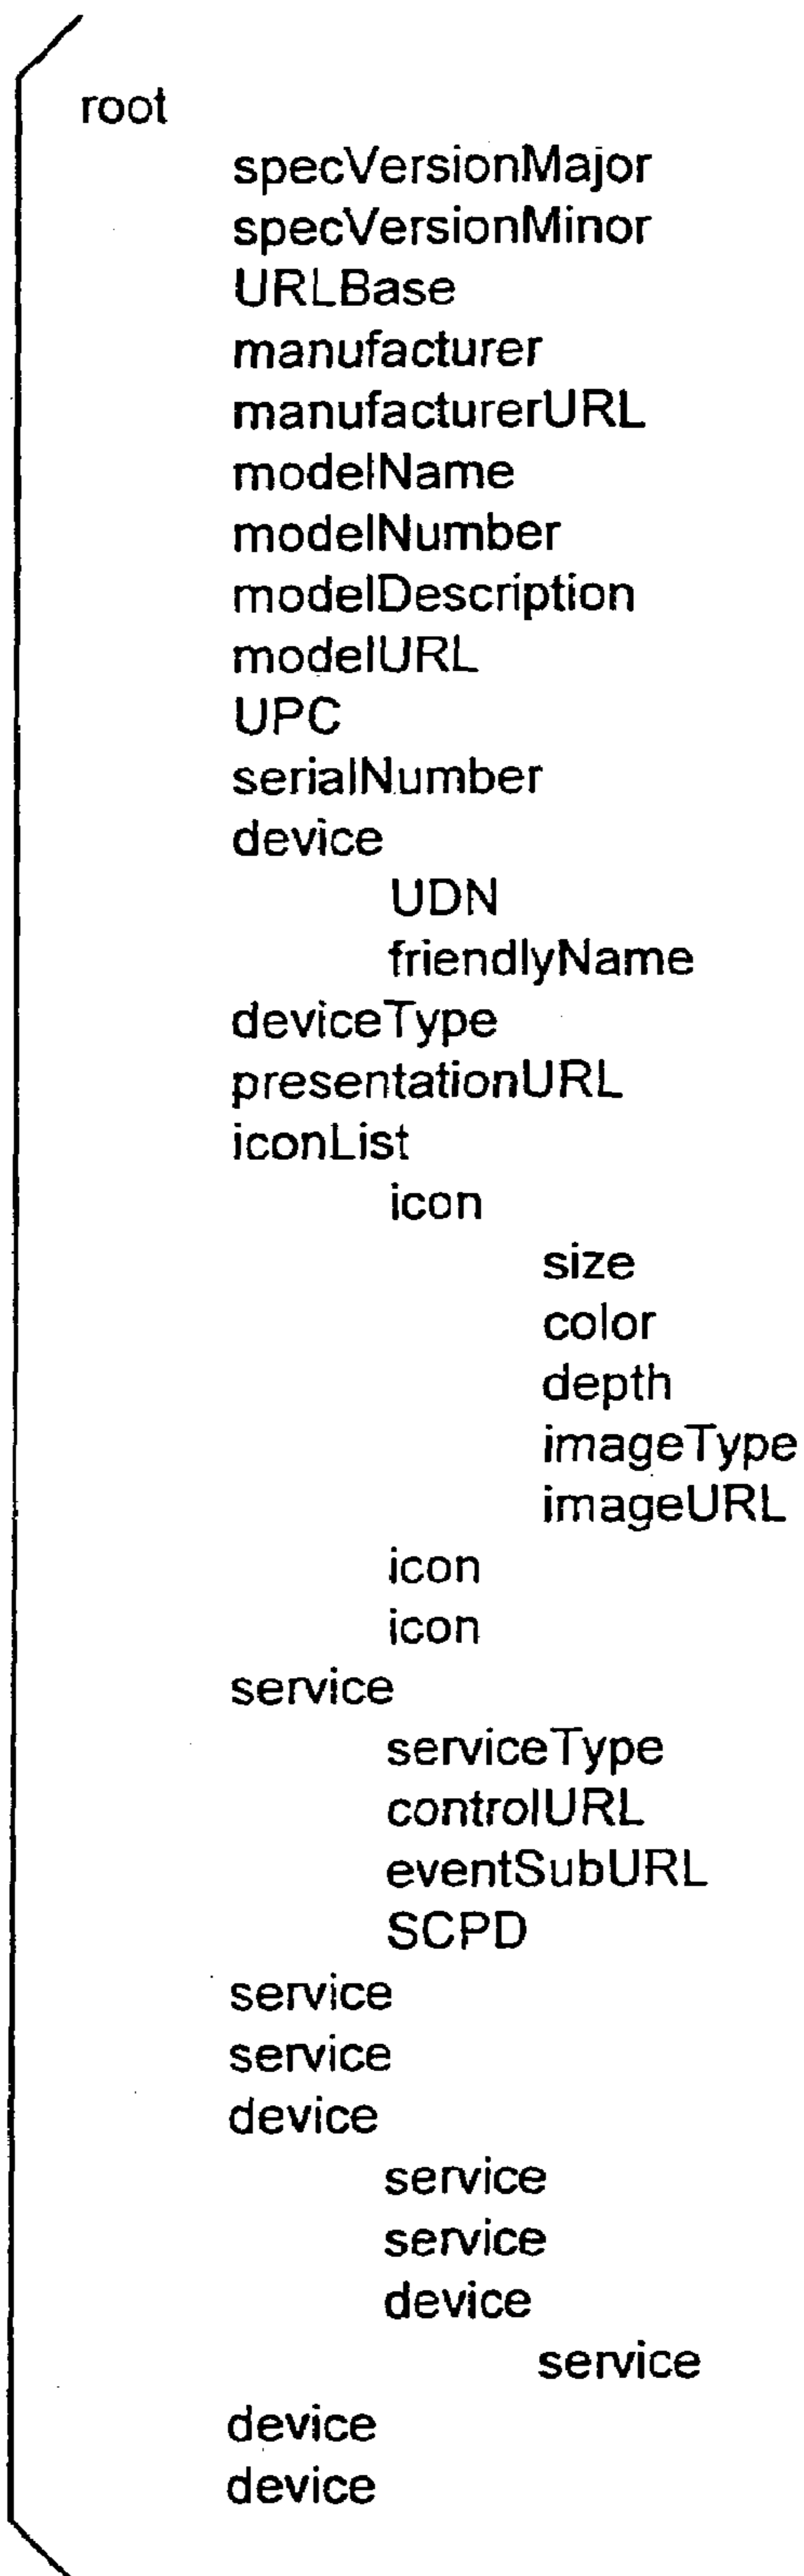 root
specVersionMajor
specVersionMinor
URLBase
manufacturer
manufacturerURL
modelName
modelNumber
modelDescription
modelURL
UPC
serialNumber
device
UDN
friendlyName
deviceType
presentationURL
iconList
icon
size
color
depth
imageType
imageURL
icon
icon
service
serviceType
controlURL
eventSubURL
SCPD
service
service
device
service
service
device
service
device
device